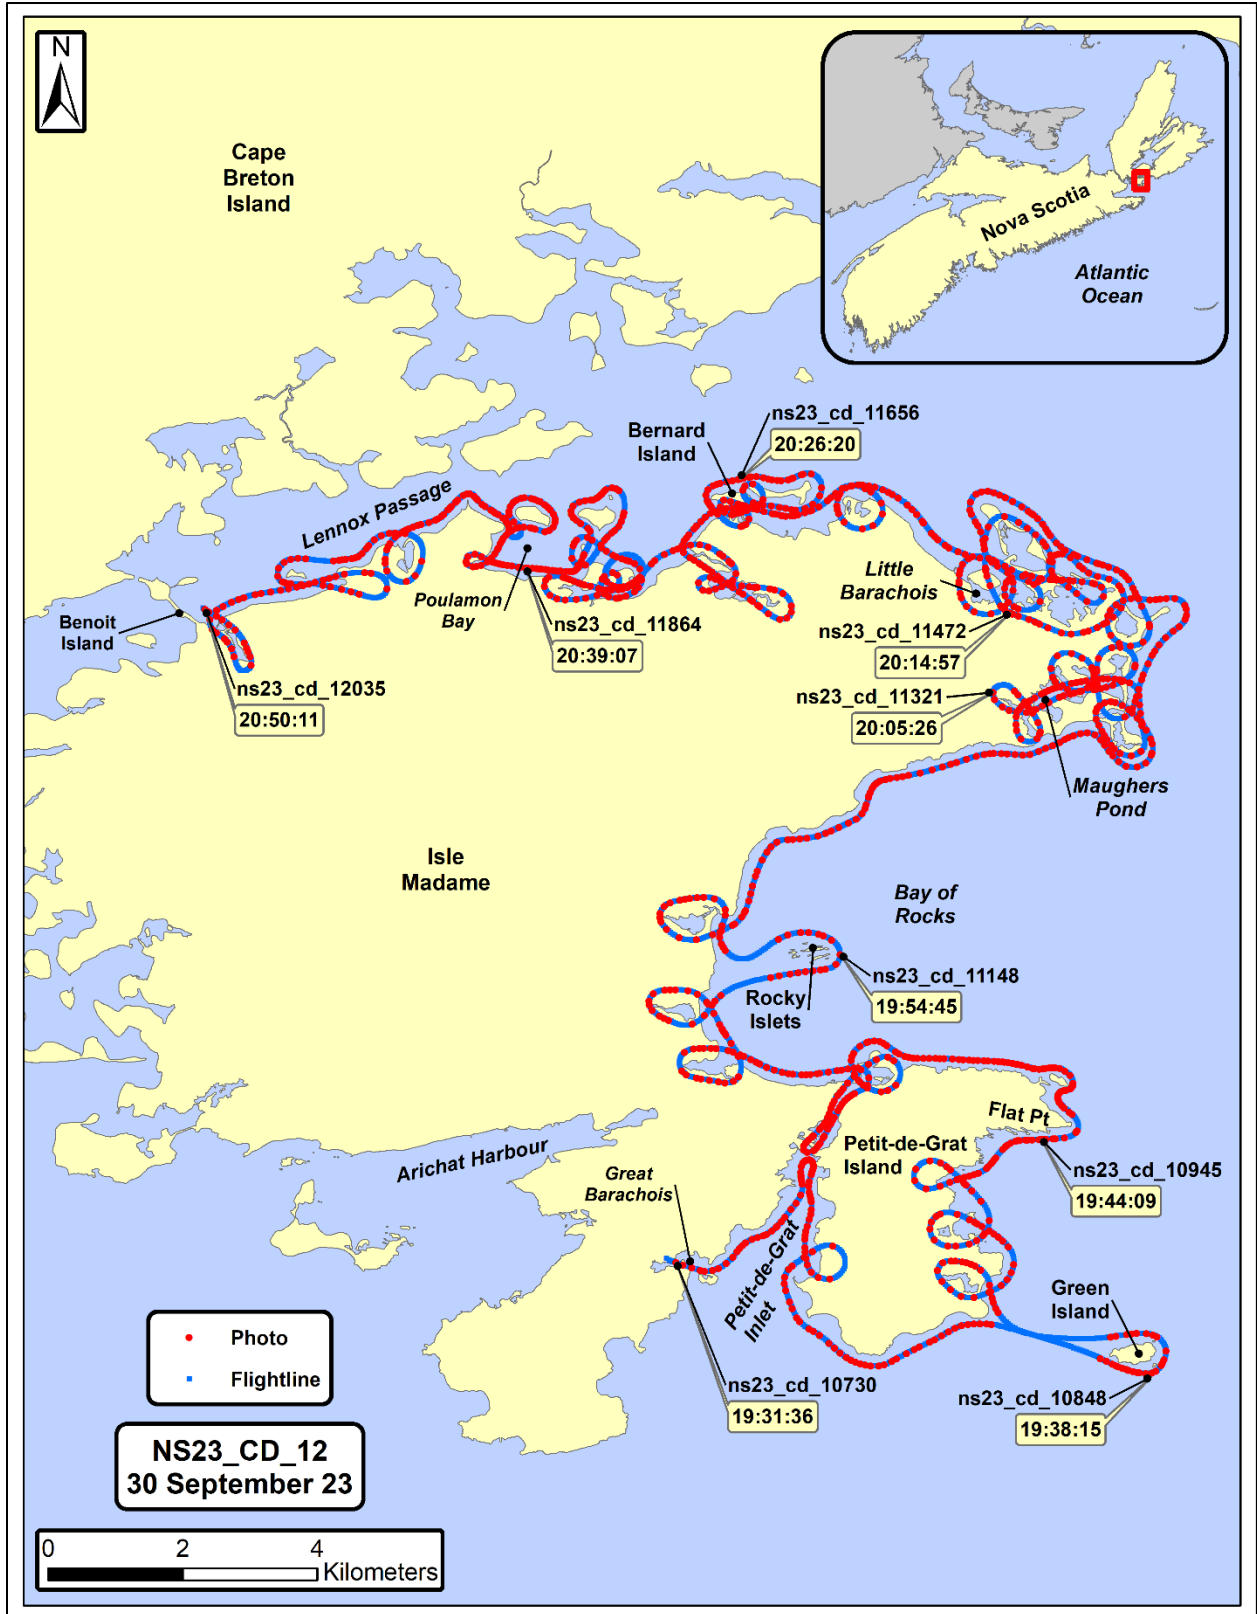 N
Cape
Breton
Island
Nova Scotia
Atlantic
Ocean
ns23_cd_11656
20:26:20
Bernard
Island
Lennox Passage
Little
Barachois
Poulamon
Bay
ns23_cd_11864
20:39:07
ns23_cd_11472
20:14:57
Benoit
Island
ns23_cd_12035
20:50:11
ns23_cd_11321
20:05:26
Maughers
Pond
Isle
Madame
Bay of
Rocks
ns23_cd_11148
19:54:45
Rocky
Islets
Flat Pt
Petit-de-Grat
Island
Arichat Harbour
ns23_cd_10945
19:44:09
Great
Barachois
Petit-de-Grat
Inlet
Green
Island
ns23_cd_10730
19:31:36
ns23_cd_10848
19:38:15
Photo
Flightline
NS23_CD_12
30 September 23
0 2 4
Kilometers